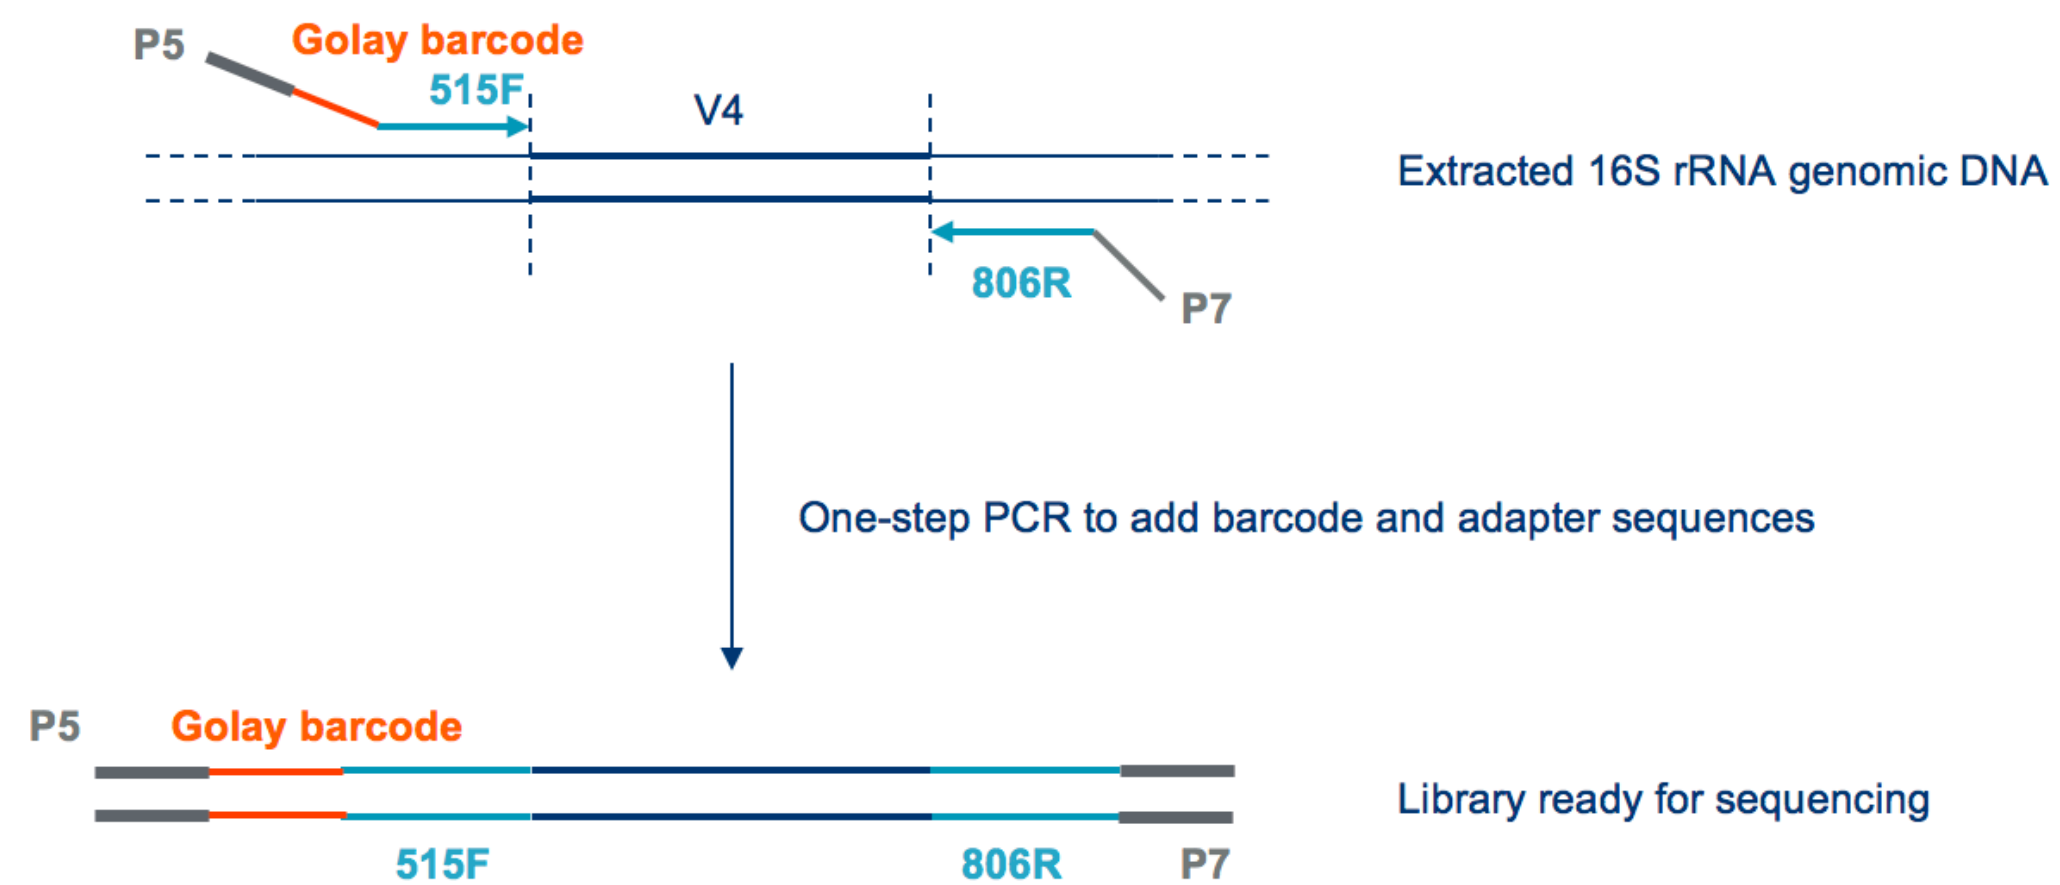 P5
Golay barcode
515F
V4
Extracted 16S rRNA genomic DNA
806R
P7
One-step PCR to add barcode and adapter sequences
P5
Golay barcode
Library ready for sequencing
515F
806R
P7